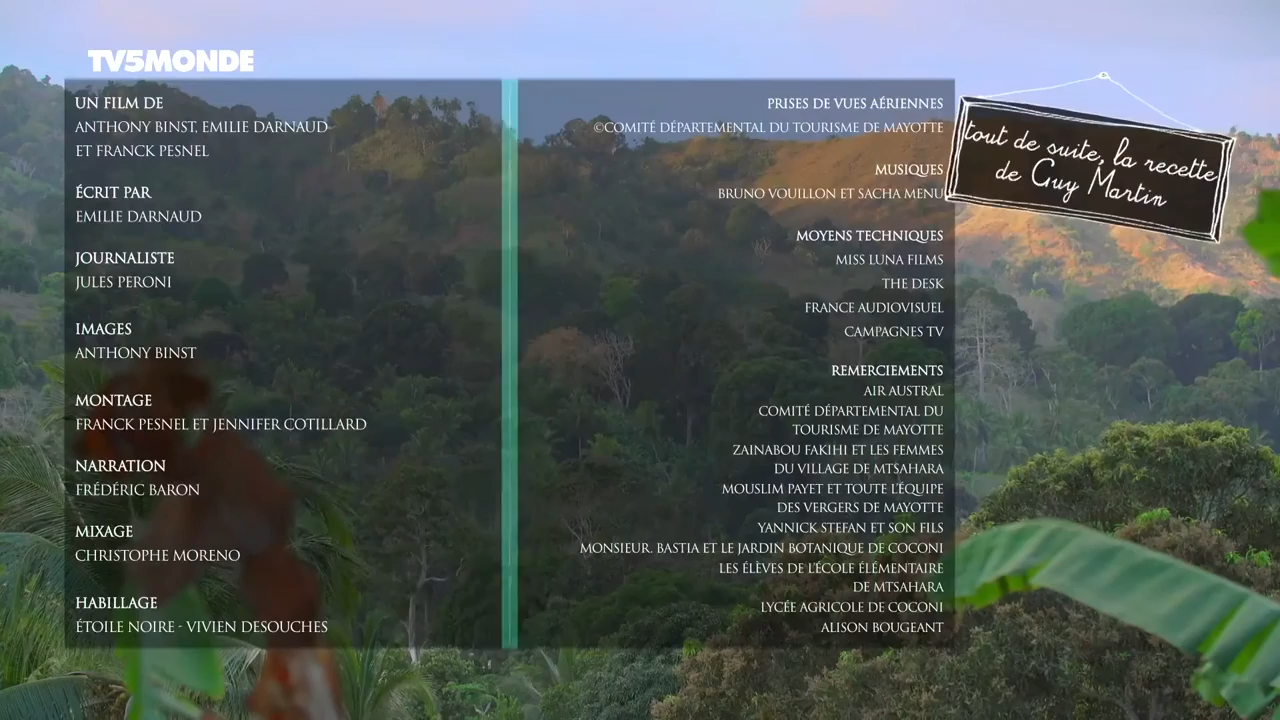 TV5MONDE
UN FILM DE
ANTHONY BINST, EMILIE DARNAUD
ET FRANCK PESNEL
ÉCRIT PAR
EMILIE DARNAUD
JOURNALISTE
JULES PERONI
IMAGES
ANTHONY BINST
MONTAGE
FRANCK PESNEL ET JENNIFER COTILLARD
NARRATION
FRÉDÉRIC BARON
MIXAGE
CHRISTOPHE MORENO
HABILLAGE
ÉTOILE NOIRE - VIVIEN DESOUCHES
PRISES DE VUES AÉRIENNES
©COMITÉ DÉPARTEMENTAL DU TOURISME DE MAYOTTE
MUSIQUES
BRUNO VOUILLON ET SACHA MENU
MOYENS TECHNIQUES
MISS LUNA FILMS
THE DESK
FRANCE AUDIOVISUEL
CAMPAGNES TV
REMERCIEMENTS
AIR AUSTRAL
COMITÉ DÉPARTEMENTAL DU
TOURISME DE MAYOTTE
ZAINABOU FAKIHI ET LES FEMMES
DU VILLAGE DE MTSAHARA
MOUSLIM PAYET ET TOUTE L'ÉQUIPE
DES VERGERS DE MAYOTTE
YANNICK STEFAN ET SON FILS
MONSIEUR. BASTIA ET LE JARDIN BOTANIQUE DE COCONI
LES ÉLÈVES DE L'ÉCOLE ÉLÉMENTAIRE
DE MTSAHARA
LYCÉE AGRICOLE DE COCONI
ALISON BOUGEANT
tout de suite, la recette
de Guy Martin